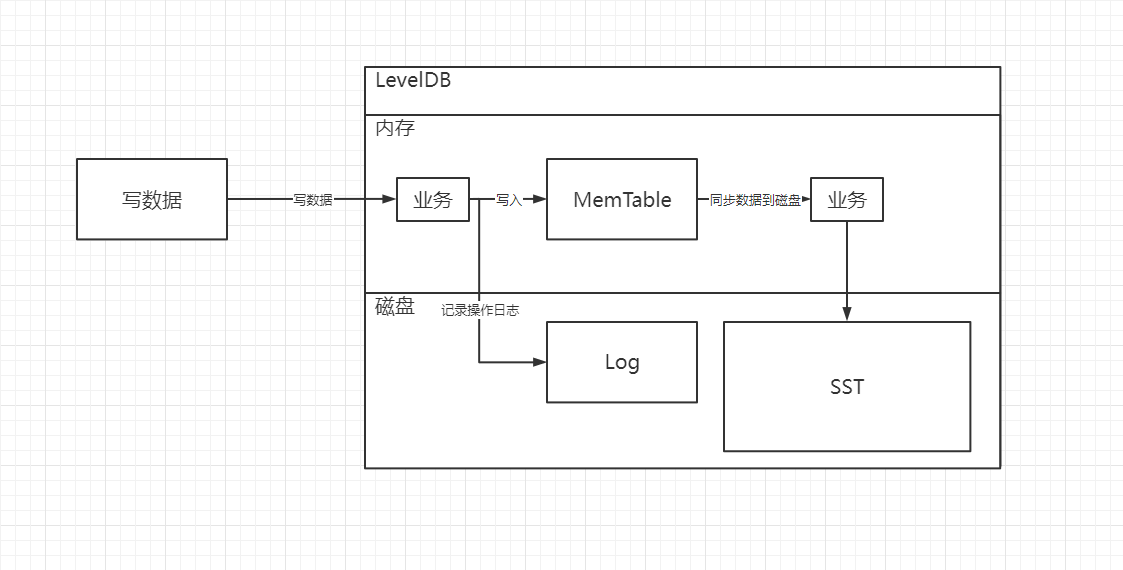 LevelDB
内存
写数据
写数据
业务
写入
MemTable
同步数据到磁盘
业务
磁盘
记录操作日志
Log
SST